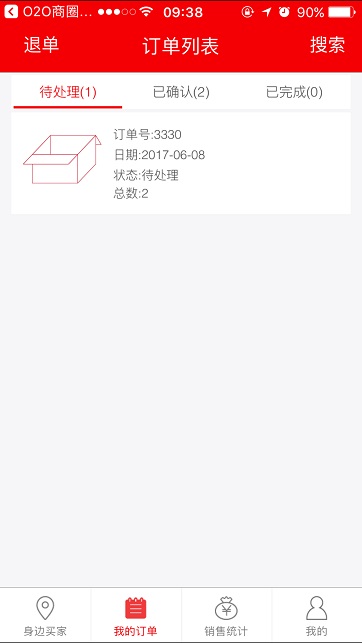 O2O商圈... 09:38 90%
退单 订单列表 搜索
待处理(1) 已确认(2) 已完成(0)
订单号:3330
日期:2017-06-08
状态:待处理
总数:2
身边买家 我的订单 销售统计 我的